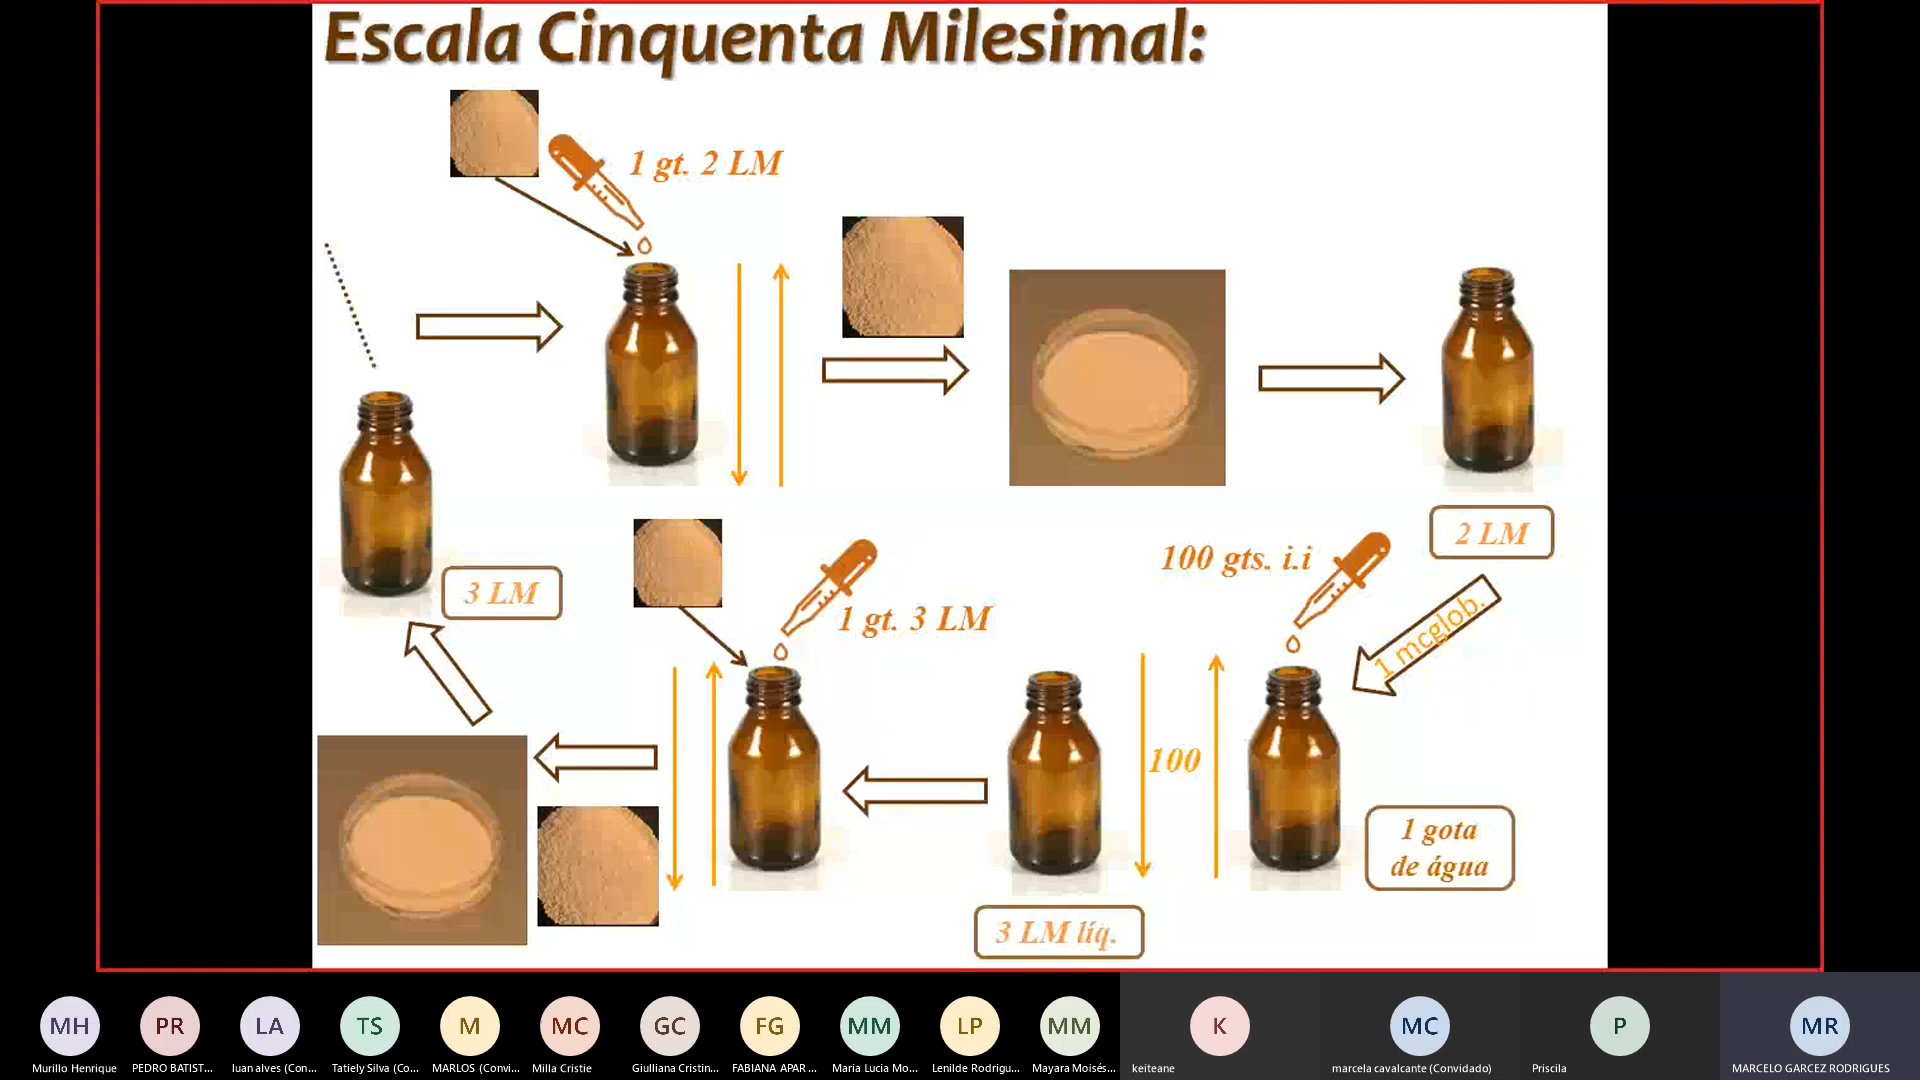 Escala Cinquenta Milesimal:
1 gt. 2 LM
2 LM
1 mcglob.
100 gts. i.i
1 gota
de água
100
3 LM líq.
1 gt. 3 LM
3 LM
MH
PR
LA
TS
M
MC
GC
FG
MM
LP
MM
K
MC
P
MR
Murillo Henrique
PEDRO BATIST...
luan alves (Con...
Tatiely Silva (Co...
MARLOS (Convi...
Milla Cristie
Giulliana Cristin...
FABIANA APAR ...
Maria Lucia Mo...
Lenilde Rodrigu...
Mayara Moisés...
keiteane
marcela cavalcante (Convidado)
Priscila
MARCELO GARCEZ RODRIGUES